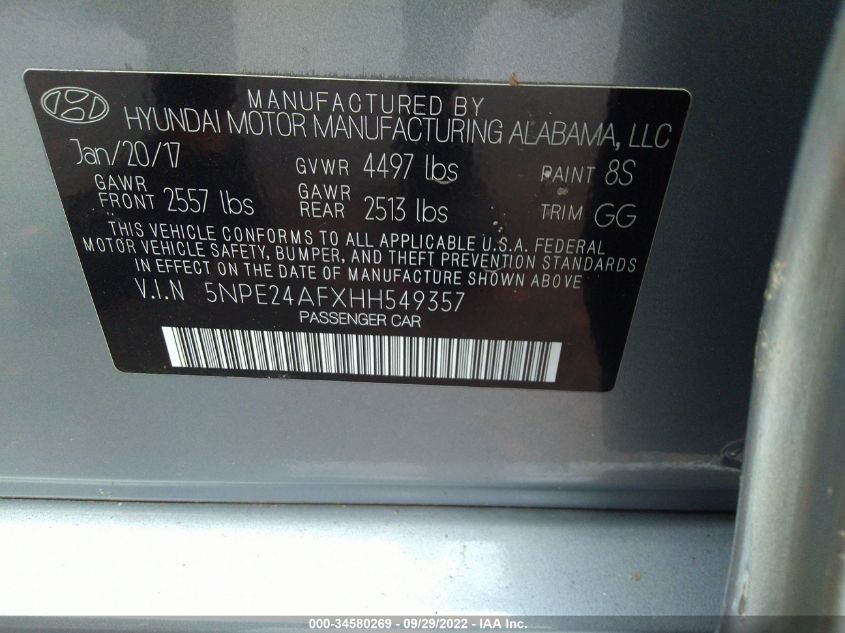 MANUFACTURED BY
HYUNDAI MOTOR MANUFACTURING ALABAMA, LLC
Jan/20/17 GVWR 4497 lbs PAINT 8S
GAWR FRONT 2557 lbs GAWR REAR 2513 lbs TRIM GG
THIS VEHICLE CONFORMS TO ALL APPLICABLE U.S.A. FEDERAL
MOTOR VEHICLE SAFETY, BUMPER, AND THEFT PREVENTION STANDARDS
IN EFFECT ON THE DATE OF MANUFACTURE SHOWN ABOVE
V.I.N 5NPE24AFXHH549357
PASSENGER CAR
000-34580269 - 09/29/2022 - IAA Inc.